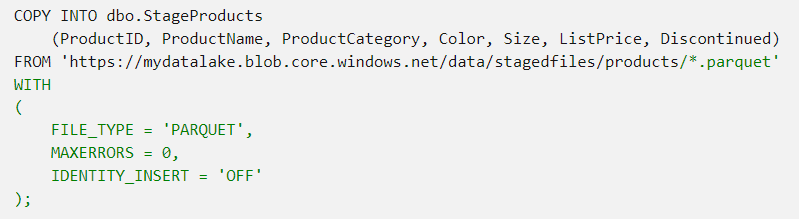 COPY INTO dbo.StageProducts
    (ProductID, ProductName, ProductCategory, Color, Size, ListPrice, Discontinued)
FROM 'https://mydatalake.blob.core.windows.net/data/stagedfiles/products/*.parquet'
WITH
(
    FILE_TYPE = 'PARQUET',
    MAXERRORS = 0,
    IDENTITY_INSERT = 'OFF'
);